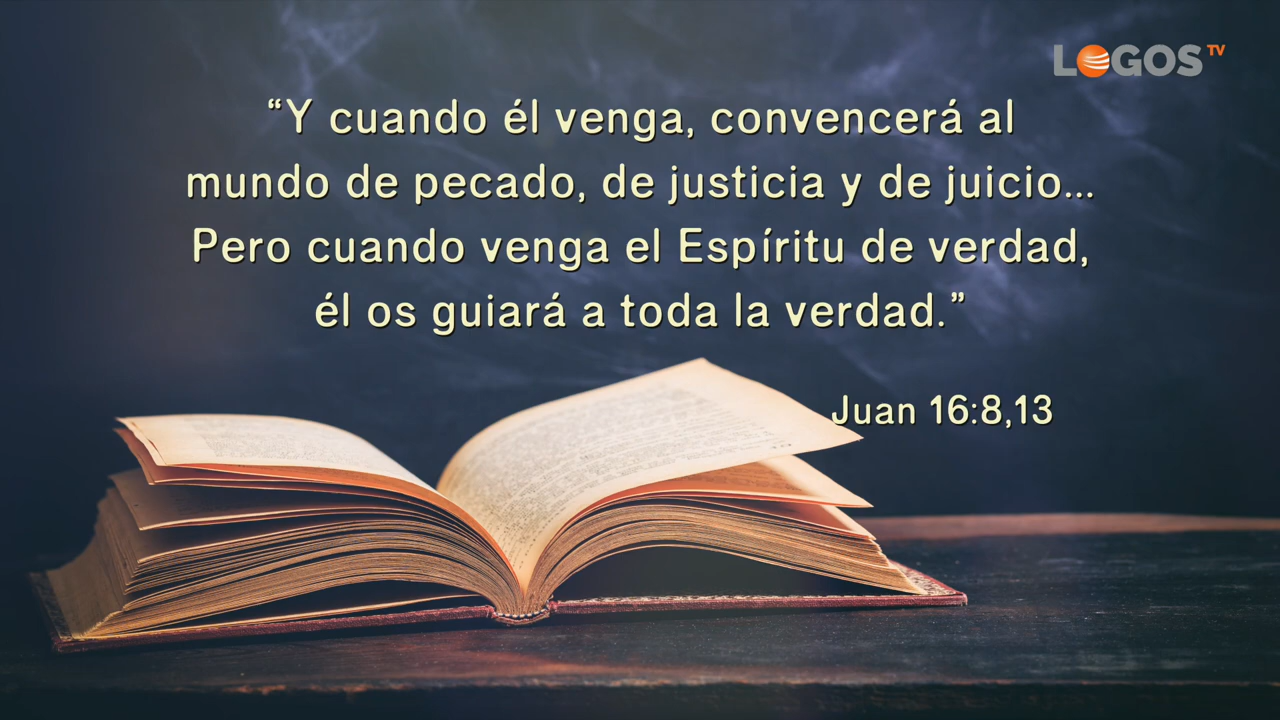 LOGOS TV
“Y cuando él venga, convencerá al
mundo de pecado, de justicia y de juicio...
Pero cuando venga el Espíritu de verdad,
él os guiará a toda la verdad.”
Juan 16:8,13